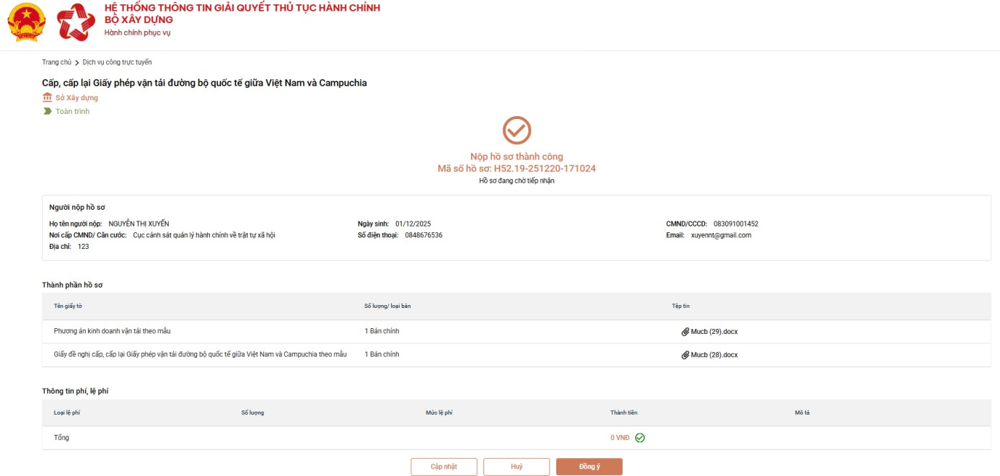 HỆ THỐNG THÔNG TIN GIẢI QUYẾT THỦ TỤC HÀNH CHÍNH
BỘ XÂY DỰNG
Hành chính phục vụ
Trang chủ > Dịch vụ công trực tuyến
Cấp, cấp lại Giấy phép vận tải đường bộ quốc tế giữa Việt Nam và Campuchia
Sở Xây dựng
Toàn trình
Nộp hồ sơ thành công
Mã số hồ sơ: H52.19-251220-171024
Hồ sơ đang chờ tiếp nhận
Người nộp hồ sơ
Họ tên người nộp: NGUYỄN THỊ XUYẾN Ngày sinh: 01/12/2025 CMND/CCCD: 083091001452
Nơi cấp CMND/ Căn cước: Cục cảnh sát quản lý hành chính về trật tự xã hội Số điện thoại: 0848676536 Email: xuyennt@gmail.com
Địa chỉ: 123
Thành phần hồ sơ
Tên giấy tờ Số lượng/ loại bản Tệp tin
Phương án kinh doanh vận tải theo mẫu 1 Bản chính Mucb (29).docx
Giấy đề nghị cấp, cấp lại Giấy phép vận tải đường bộ quốc tế giữa Việt Nam và Campuchia theo mẫu 1 Bản chính Mucb (28).docx
Thông tin phí, lệ phí
Loại lệ phí Số lượng Mức lệ phí Thành tiền Mô tả
Tổng 0 VNĐ
Cập nhật Huỷ Đồng ý